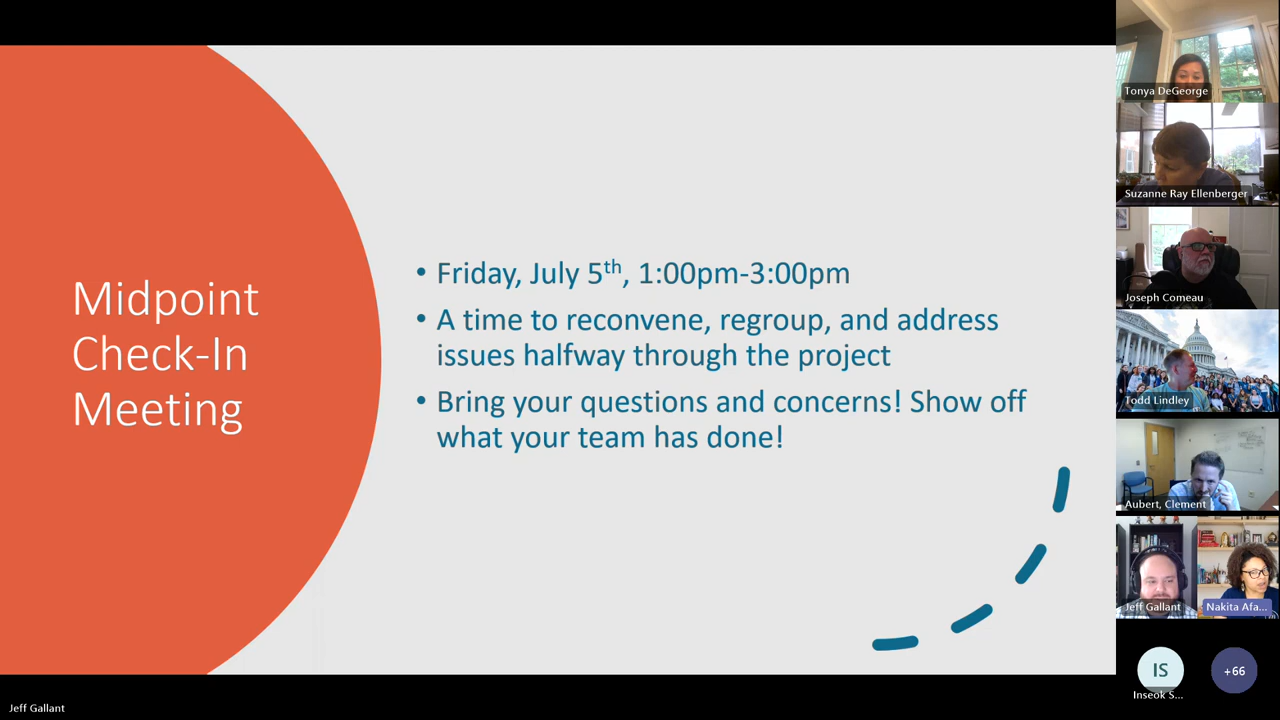 Midpoint
Check-In
Meeting
• Friday, July 5th, 1:00pm-3:00pm
• A time to reconvene, regroup, and address
issues halfway through the project
• Bring your questions and concerns! Show off
what your team has done!
Tonya DeGeorge
Suzanne Ray Ellenberger
Joseph Comeau
Todd Lindley
Aubert, Clement
Jeff Gallant
Nakita Afa...
IS
Inseok S...
+66
Jeff Gallant